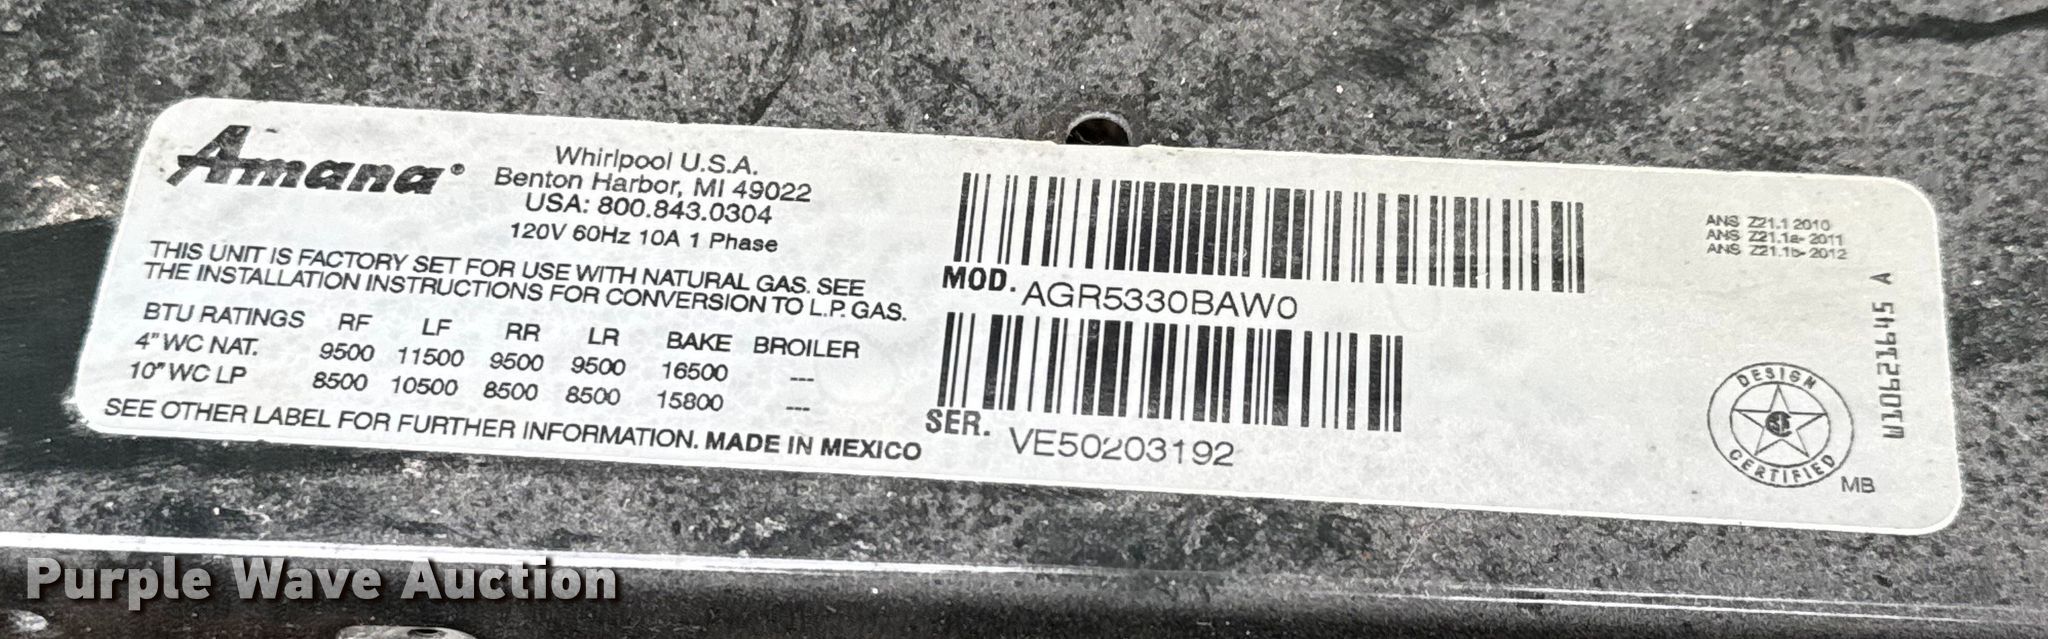 Amana®
Whirlpool U.S.A.
Benton Harbor, MI 49022
USA: 800.843.0304
120V 60Hz 10A 1 Phase
THIS UNIT IS FACTORY SET FOR USE WITH NATURAL GAS. SEE
THE INSTALLATION INSTRUCTIONS FOR CONVERSION TO L.P. GAS.
BTU RATINGS RF LF RR LR BAKE BROILER
4" WC NAT. 9500 11500 9500 9500 16500 ---
10" WC LP 8500 10500 8500 8500 15800 ---
SEE OTHER LABEL FOR FURTHER INFORMATION. MADE IN MEXICO
MOD. AGR5330BAW0
SER. VE50203192
ANS Z21.1 2010
ANS Z21.1a- 2011
ANS Z21.1b- 2012
W10621645 A
DESIGN
CERTIFIED
MB
Purple Wave Auction